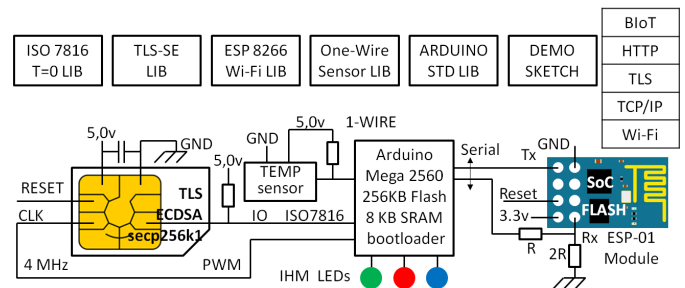 BIoT
HTTP
TLS
TCP/IP
Wi-Fi
ISO 7816
T=0 LIB
TLS-SE
LIB
ESP 8266
Wi-Fi LIB
One-Wire
Sensor LIB
ARDUINO
STD LIB
DEMO
SKETCH
5,0v
GND
RESET
CLK
TLS
ECDSA
secp256k1
4 MHz
PWM
5,0v
IO
ISO7816
GND
5,0v
1-WIRE
TEMP
sensor
Arduino
Mega 2560
256KB Flash
8 KB SRAM
bootloader
IHM LEDs
Serial
Tx
GND
Reset
3.3v
SoC
FLASH
Rx
R
2R
ESP-01
Module